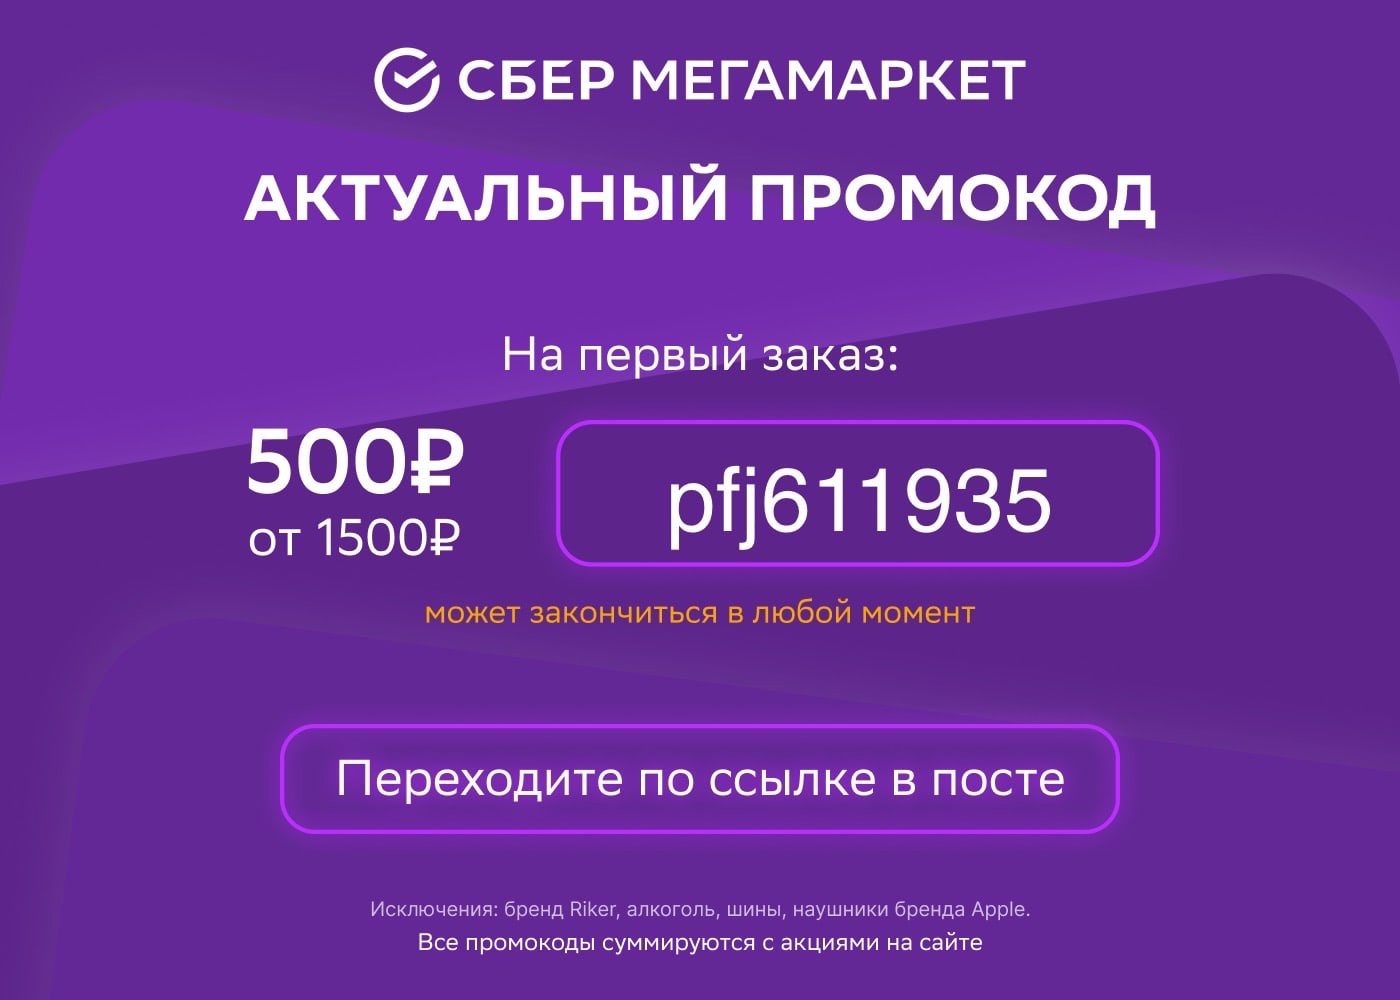 СБЕР МЕГАМАРКЕТ
АКТУАЛЬНЫЙ ПРОМОКОД
На первый заказ:
500₽
от 1500₽
pfj611935
может закончиться в любой момент
Переходите по ссылке в посте
Исключения: бренд Riker, алкоголь, шины, наушники бренда Apple.
Все промокоды суммируются с акциями на сайте